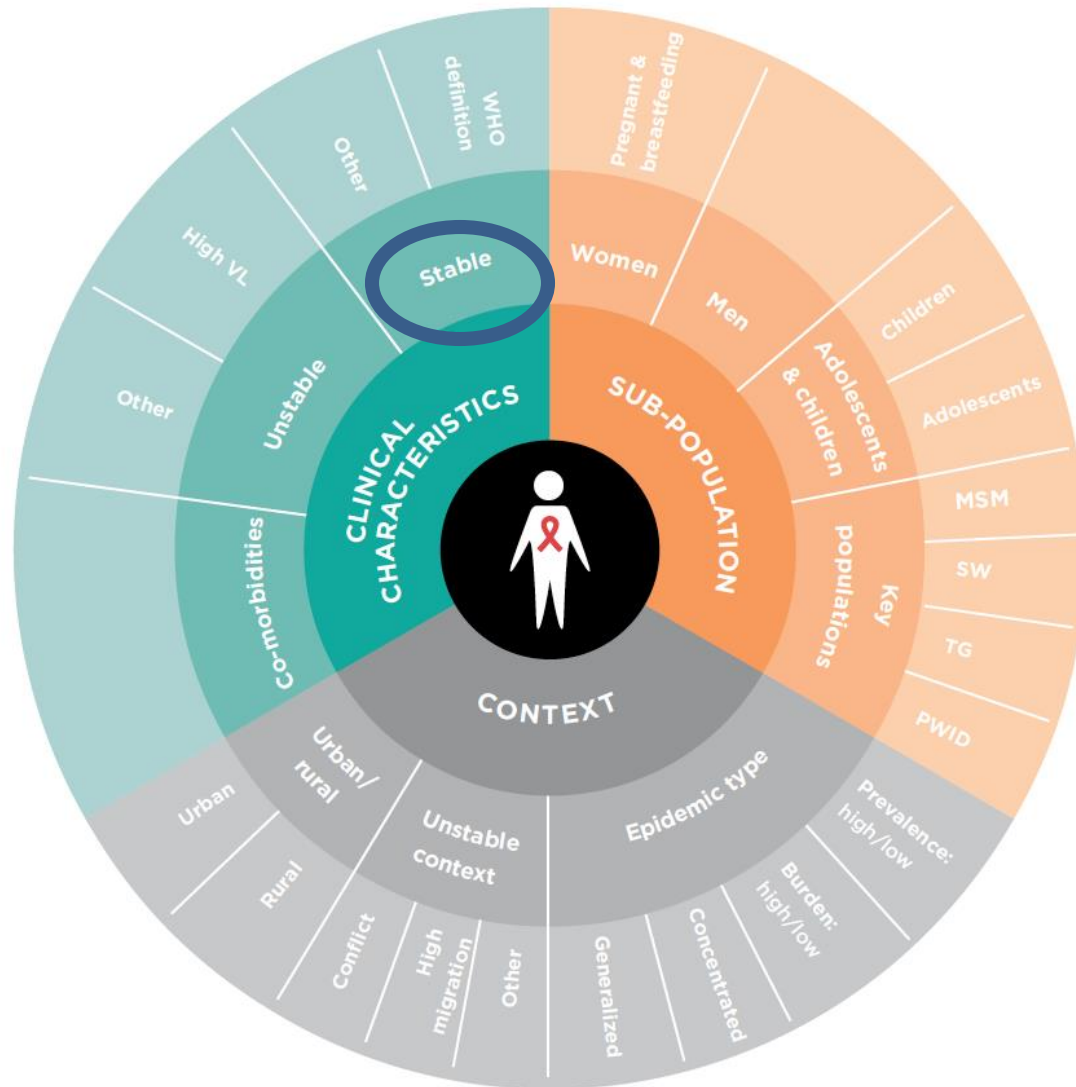 CLINICAL
CHARACTERISTICS
Stable
WHO
definition
Other
Unstable
High VL
Other
Co-morbidities
SUB-POPULATION
Women
Pregnant &
breastfeeding
Men
Adolescents
& children
Children
Adolescents
Key
populations
MSM
SW
TG
PWID
CONTEXT
Epidemic type
Prevalence:
high/low
Burden:
high/low
Concentrated
Generalized
Unstable
context
Other
High
migration
Conflict
Urban/
rural
Rural
Urban